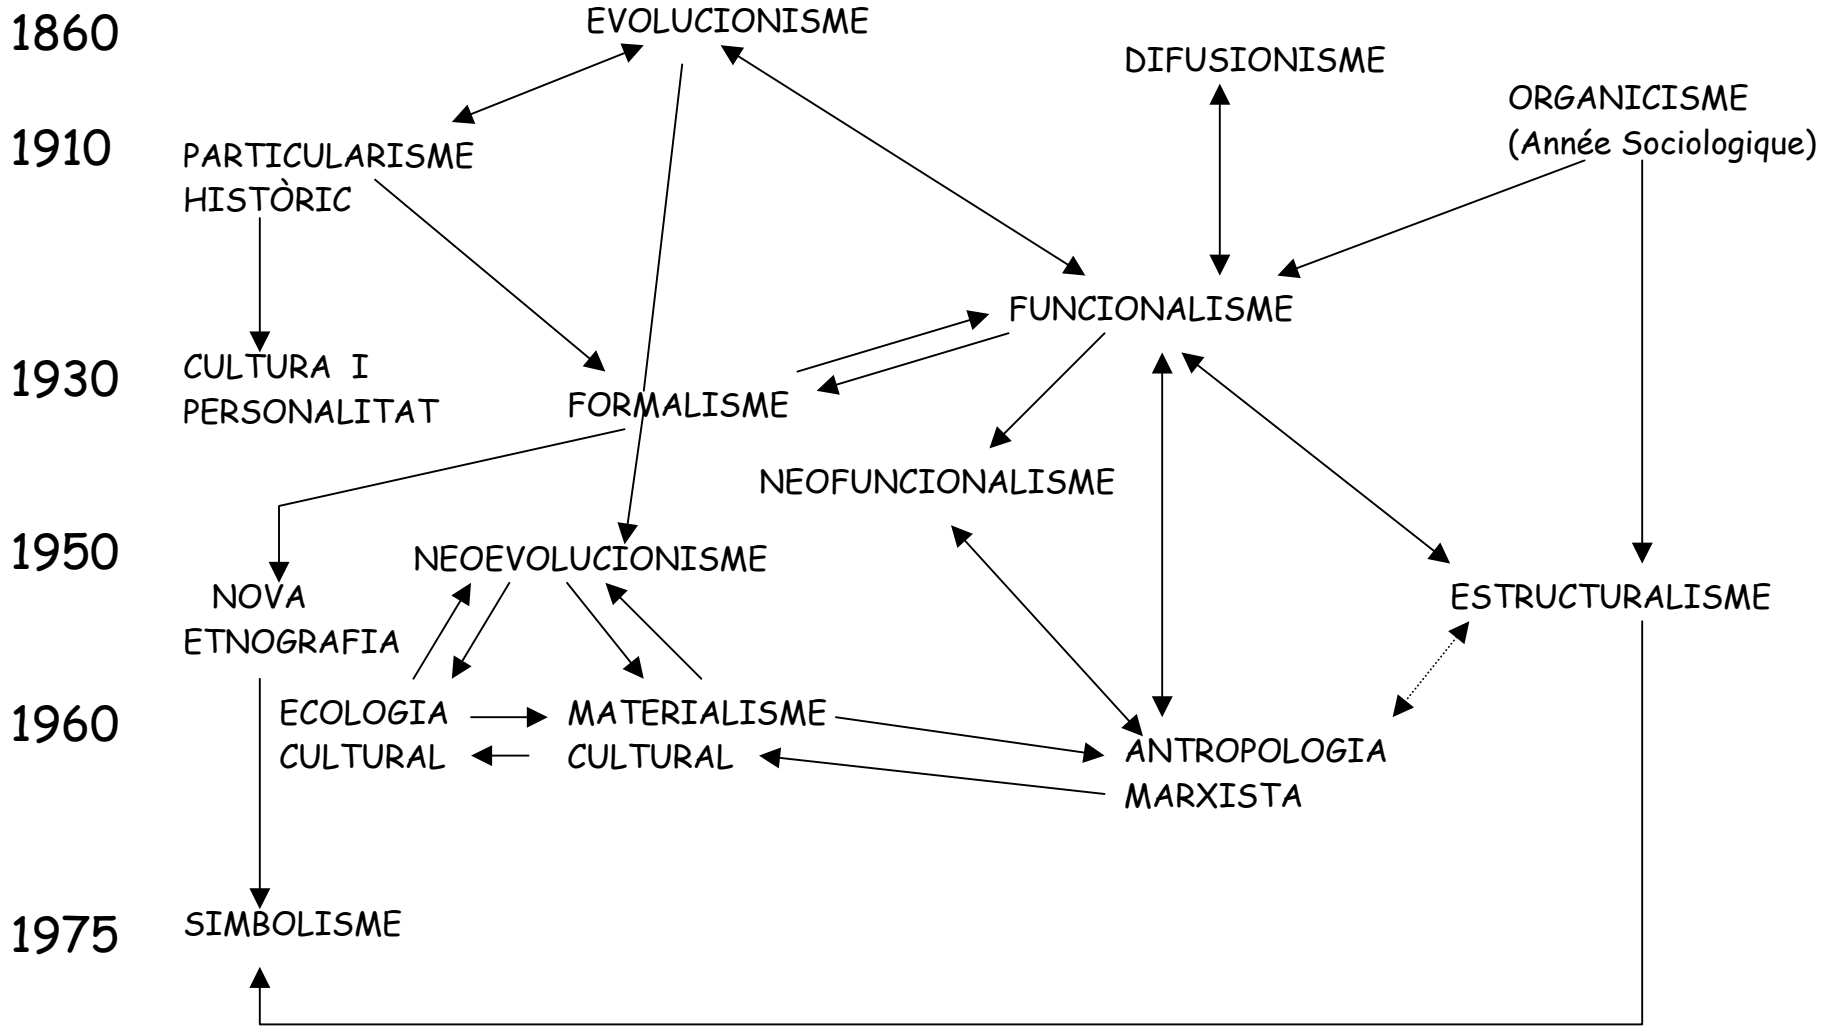 1860
EVOLUCIONISME
DIFUSIONISME
ORGANICISME
(Année Sociologique)
1910
PARTICULARISME
HISTÒRIC
FUNCIONALISME
1930
CULTURA I
PERSONALITAT
FORMALISME
NEOFUNCIONALISME
1950
NEOEVOLUCIONISME
NOVA
ETNOGRAFIA
ESTRUCTURALISME
1960
ECOLOGIA
CULTURAL
MATERIALISME
CULTURAL
ANTROPOLOGIA
MARXISTA
1975
SIMBOLISME